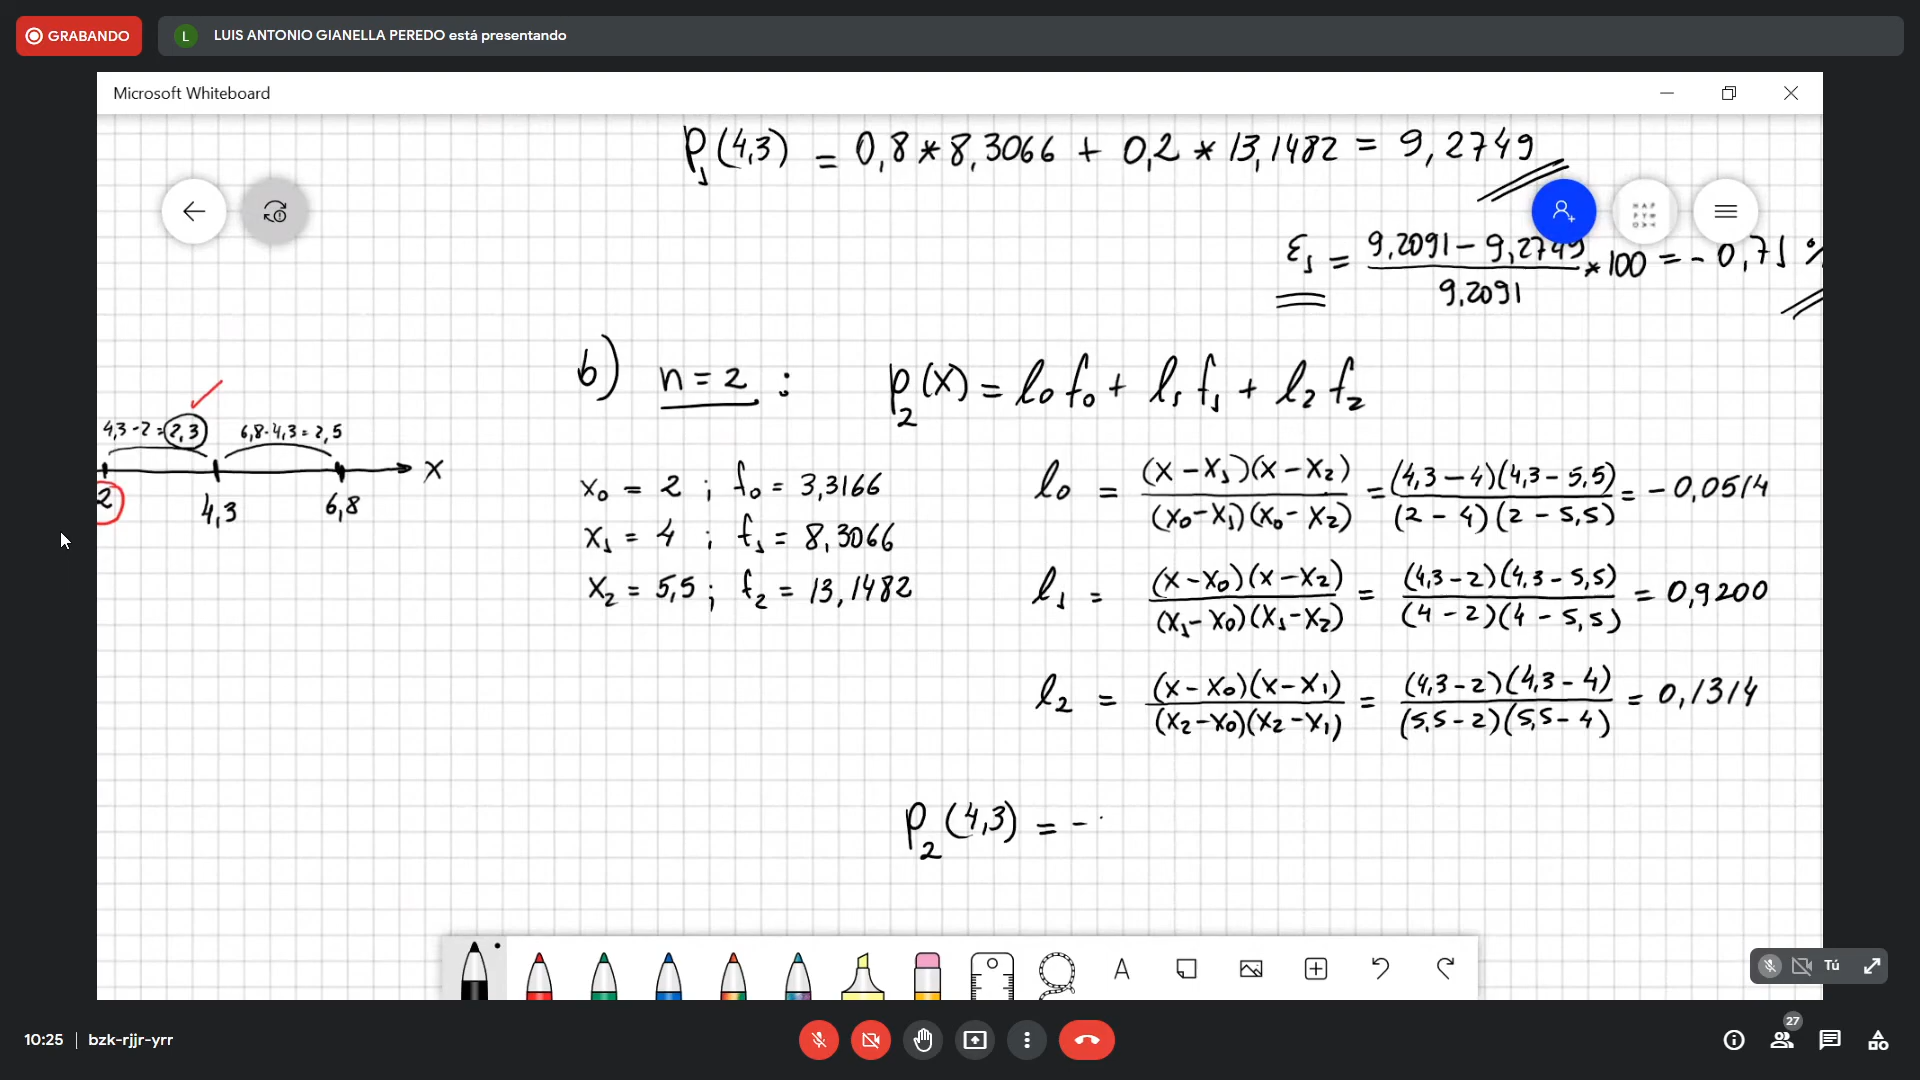 GRABANDO
L LUIS ANTONIO GIANELLA PEREDO está presentando
Microsoft Whiteboard
P₁(4,3) = 0,8*8,3066 + 0,2*13,1482 = 9,2749
ε₁ = (9,2091 - 9,2749)/9,2091 * 100 = -0,71 %
b) n = 2 : P₂(x) = l₀f₀ + l₁f₁ + l₂f₂
4,3-2=2,3 6,8-4,3=2,5
2 4,3 6,8 X
x₀ = 2 ; f₀ = 3,3166
x₁ = 4 ; f₁ = 8,3066
x₂ = 5,5 ; f₂ = 13,1482
l₀ = (x-x₁)(x-x₂)/(x₀-x₁)(x₀-x₂) = (4,3-4)(4,3-5,5)/(2-4)(2-5,5) = -0,0514
l₁ = (x-x₀)(x-x₂)/(x₁-x₀)(x₁-x₂) = (4,3-2)(4,3-5,5)/(4-2)(4-5,5) = 0,9200
l₂ = (x-x₀)(x-x₁)/(x₂-x₀)(x₂-x₁) = (4,3-2)(4,3-4)/(5,5-2)(5,5-4) = 0,1314
P₂(4,3) = -
Tú
10:25 | bzk-rjjr-yrr
27